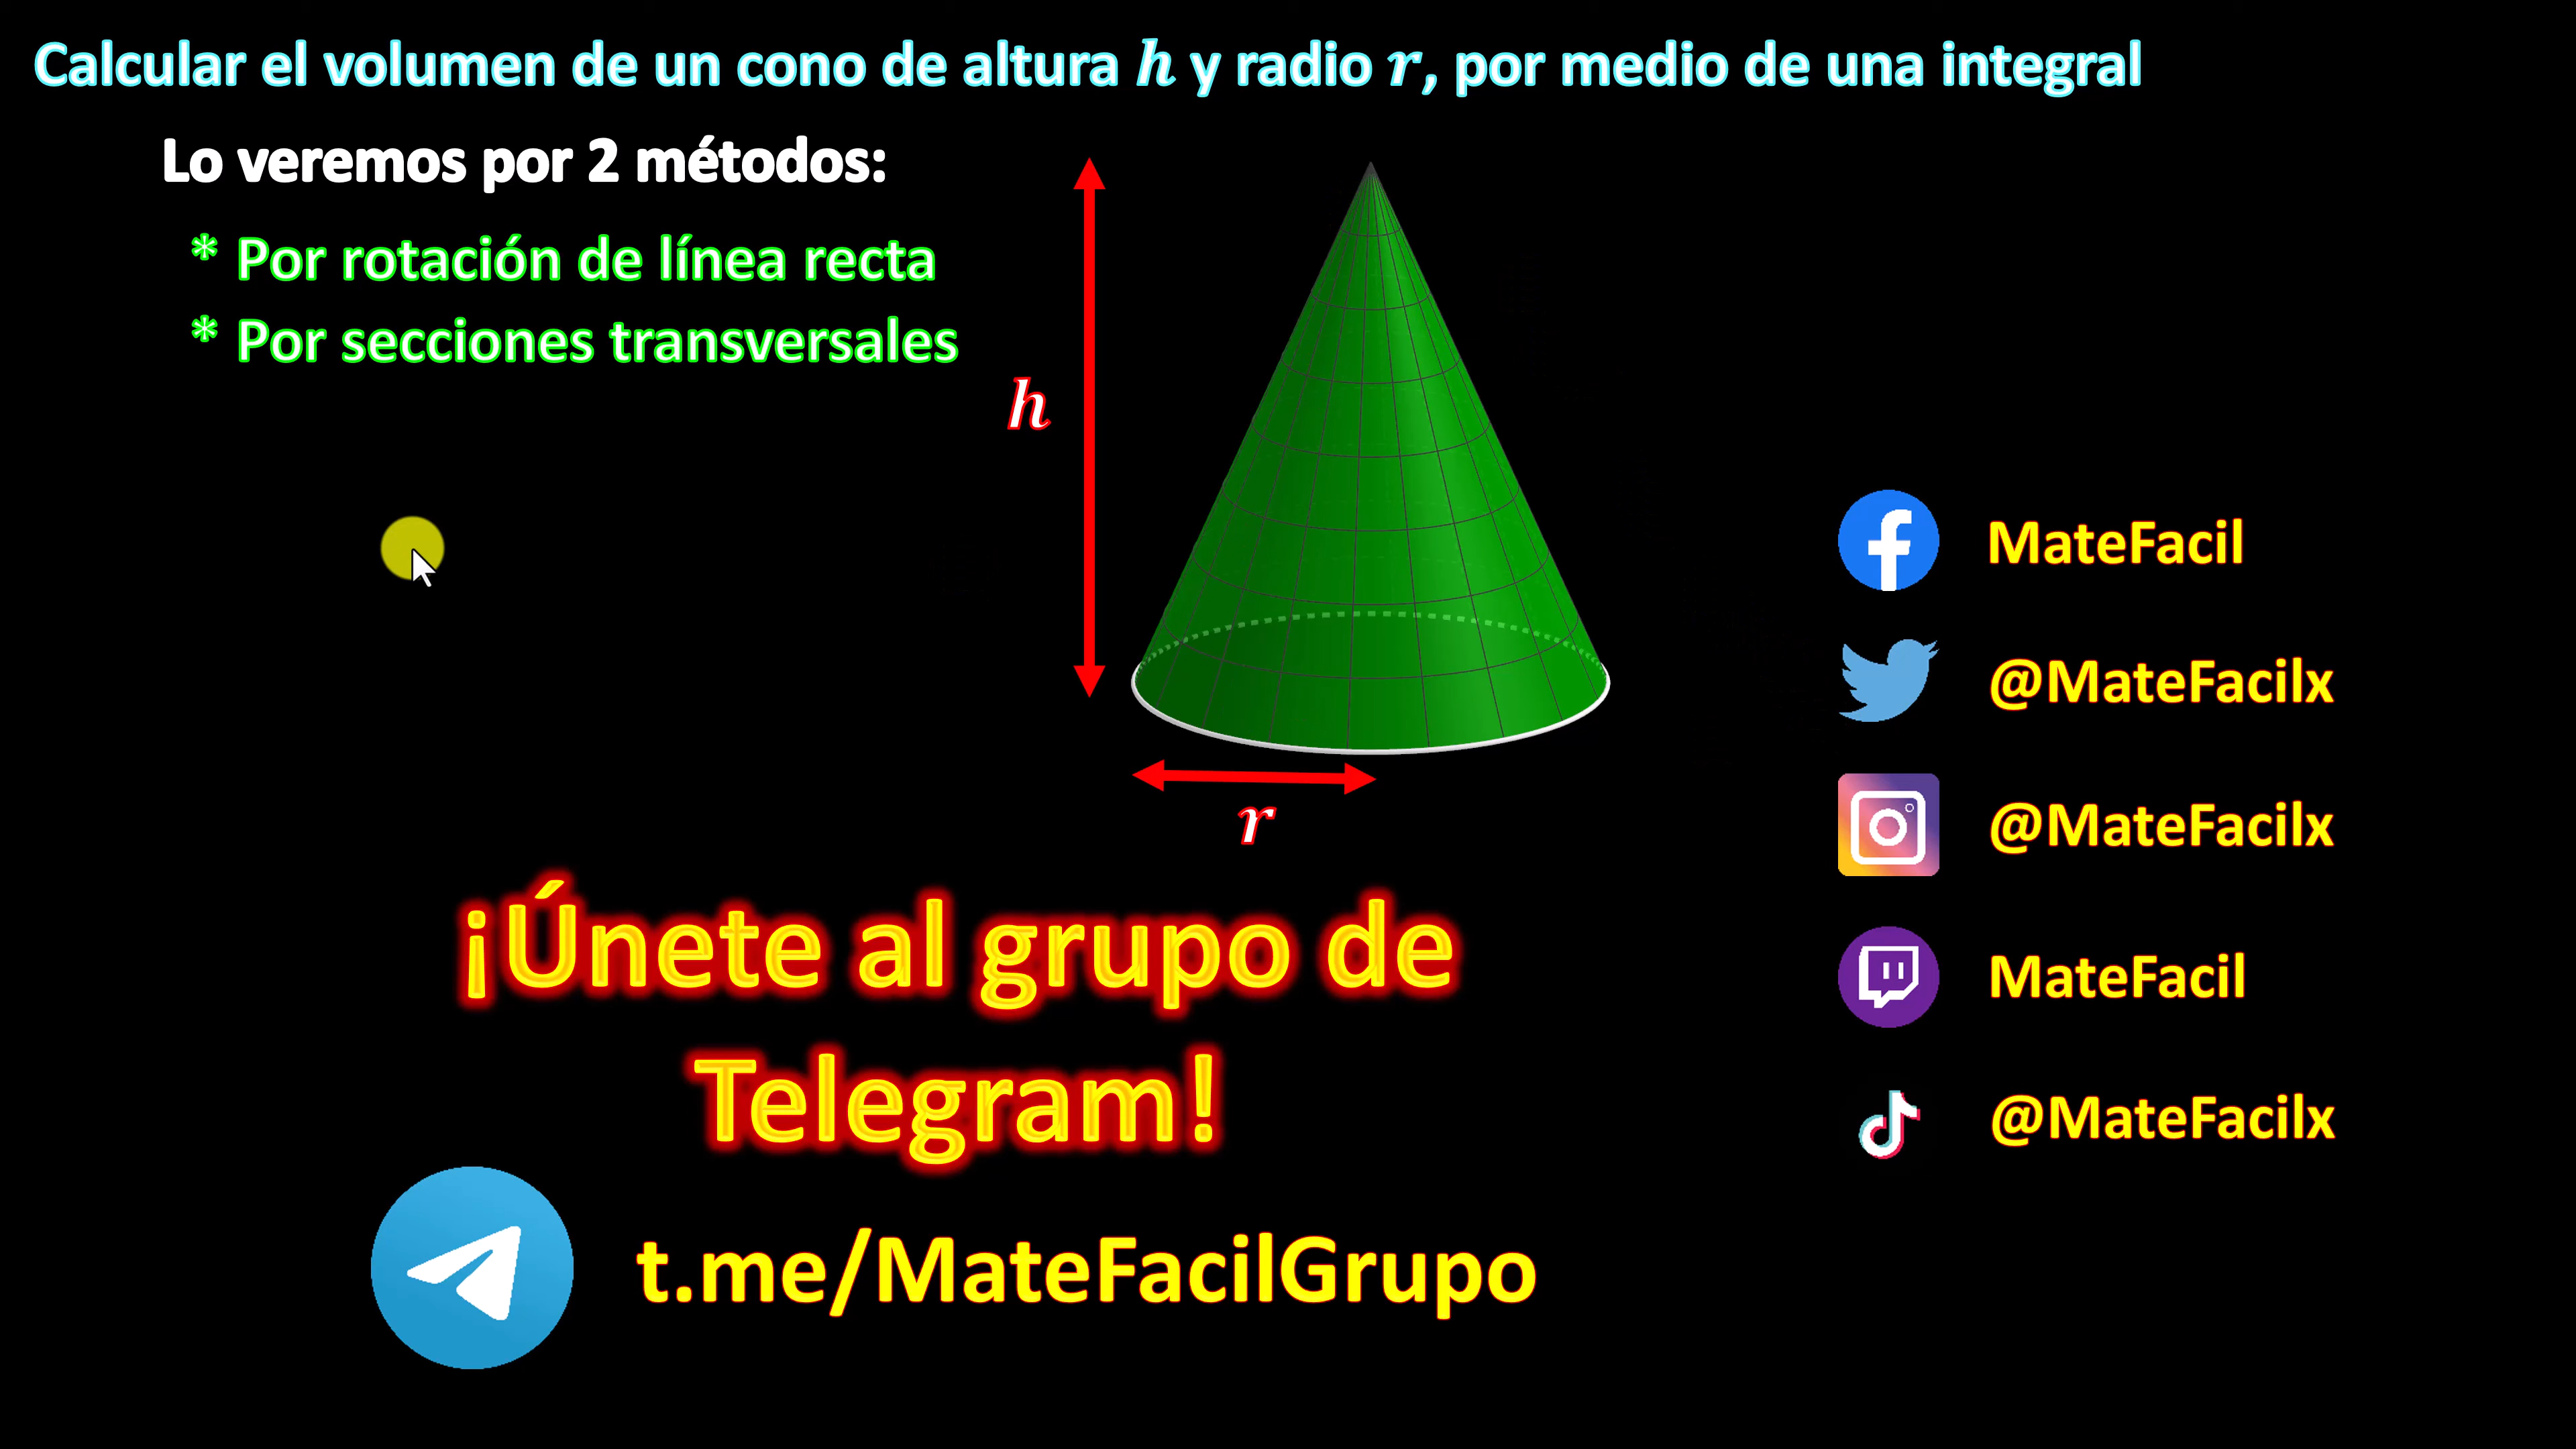 Calcular el volumen de un cono de altura h y radio r, por medio de una integral
Lo veremos por 2 métodos:
* Por rotación de línea recta
* Por secciones transversales
h
r
MateFacil
@MateFacilx
@MateFacilx
MateFacil
@MateFacilx
¡Únete al grupo de
Telegram!
t.me/MateFacilGrupo